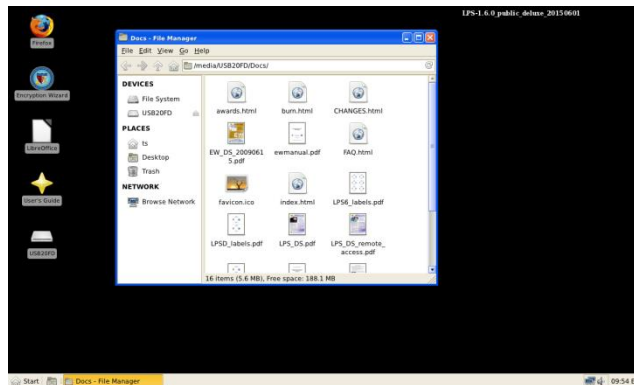 LPS-1.6.0_public_deluxe_20150601
Firefox
Encryption Wizard
LibreOffice
User's Guide
USB20FD
Docs - File Manager
File Edit View Go Help
/media/USB20FD/Docs/
DEVICES
File System
USB20FD
PLACES
ts
Desktop
Trash
NETWORK
Browse Network
awards.html burn.html CHANGES.html
EW_DS_2009061
5.pdf
ewmanual.pdf FAQ.html
favicon.ico index.html LPS6_labels.pdf
LPSD_labels.pdf LPS_DS.pdf LPS_DS_remote_
access.pdf
16 items (5.6 MB), Free space: 188.1 MB
Start Docs - File Manager 09:54